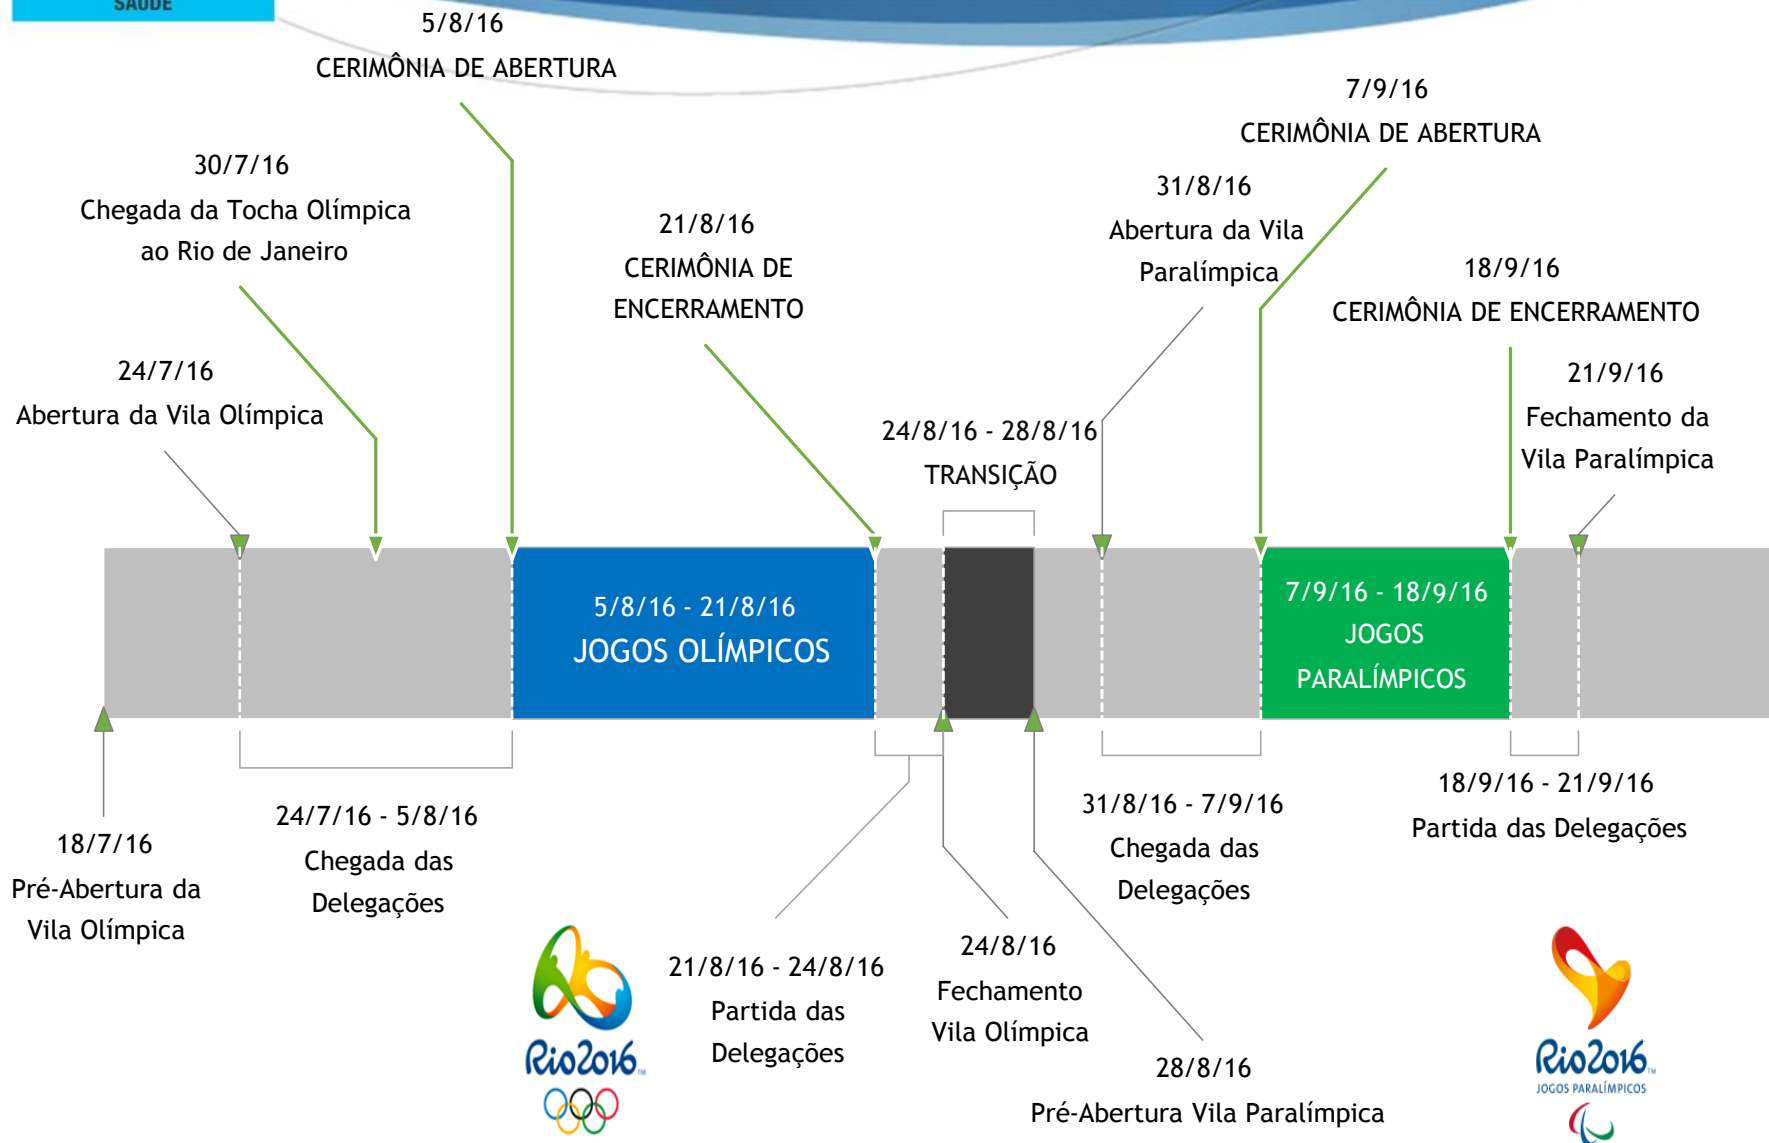 SAÚDE
5/8/16
CERIMÔNIA DE ABERTURA
7/9/16
CERIMÔNIA DE ABERTURA
30/7/16
Chegada da Tocha Olímpica
ao Rio de Janeiro
31/8/16
Abertura da Vila
Paralímpica
21/8/16
CERIMÔNIA DE
ENCERRAMENTO
18/9/16
CERIMÔNIA DE ENCERRAMENTO
24/7/16
Abertura da Vila Olímpica
21/9/16
Fechamento da
Vila Paralímpica
24/8/16 - 28/8/16
TRANSIÇÃO
5/8/16 - 21/8/16
JOGOS OLÍMPICOS
7/9/16 - 18/9/16
JOGOS
PARALÍMPICOS
18/7/16
Pré-Abertura da
Vila Olímpica
24/7/16 - 5/8/16
Chegada das
Delegações
21/8/16 - 24/8/16
Partida das
Delegações
24/8/16
Fechamento
Vila Olímpica
28/8/16
Pré-Abertura Vila Paralímpica
31/8/16 - 7/9/16
Chegada das
Delegações
18/9/16 - 21/9/16
Partida das Delegações
Rio2016™
Rio2016™
JOGOS PARALÍMPICOS